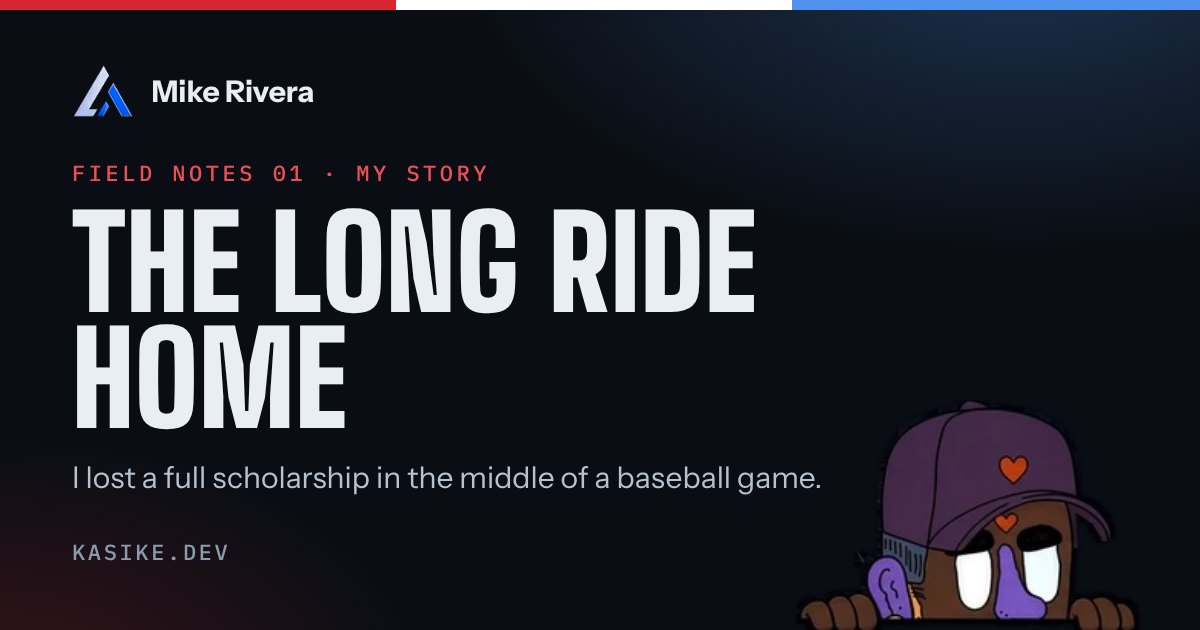 Mike Rivera
FIELD NOTES 01 · MY STORY
THE LONG RIDE
HOME
I lost a full scholarship in the middle of a baseball game.
KASIKE.DEV